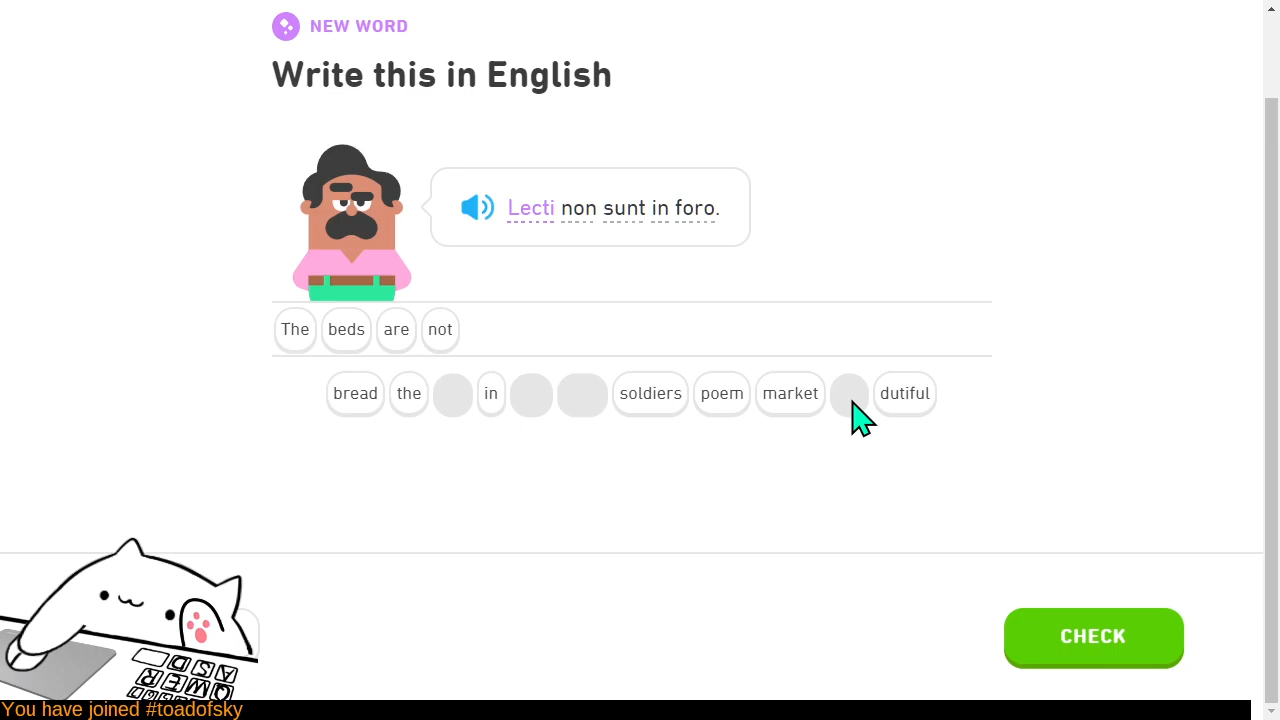 NEW WORD
Write this in English
Lecti non sunt in foro.
The beds are not
bread the in soldiers poem market dutiful
CHECK
You have joined #toadofsky